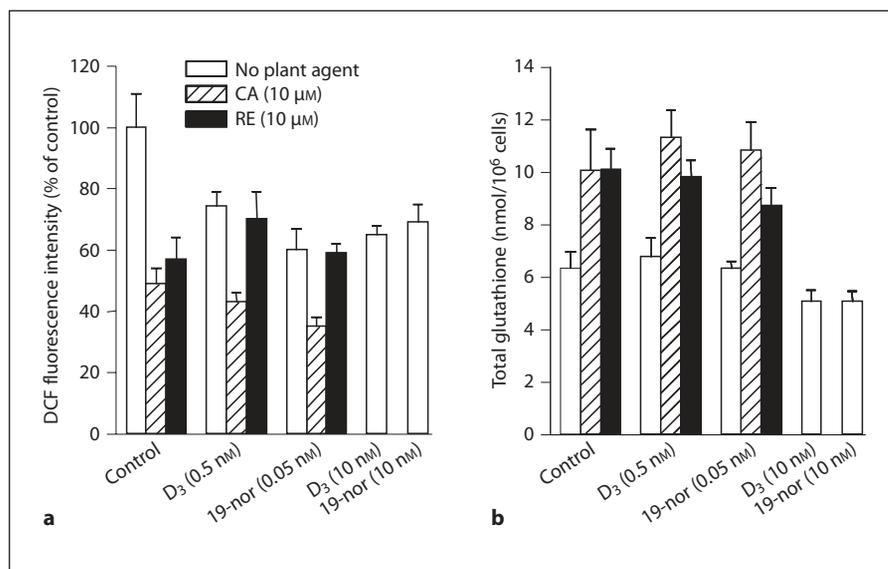 DCF fluorescence intensity (% of control)
120
100
80
60
40
20
0
No plant agent
CA (10 µM)
RE (10 µM)
Control
D₃ (0.5 nM)
19-nor (0.05 nM)
D₃ (10 nM)
19-nor (10 nM)
a
Total glutathione (nmol/10⁶ cells)
14
12
10
8
6
4
2
0
Control
D₃ (0.5 nM)
19-nor (0.05 nM)
D₃ (10 nM)
19-nor (10 nM)
b